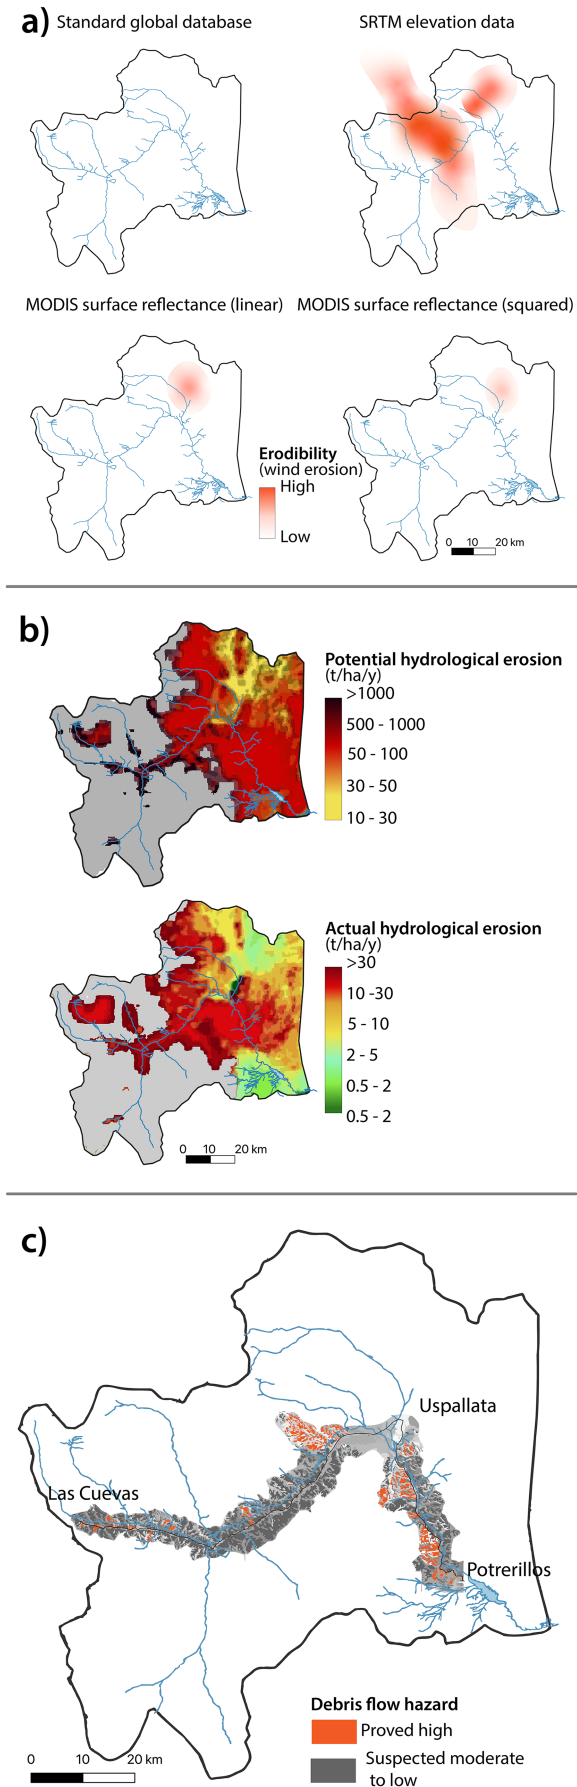 a)
Standard global database
SRTM elevation data
MODIS surface reflectance (linear)
MODIS surface reflectance (squared)
Erodibility
(wind erosion)
High
Low
0 10 20 km
b)
Potential hydrological erosion
(t/ha/y)
>1000
500 - 1000
50 - 100
30 - 50
10 - 30
Actual hydrological erosion
(t/ha/y)
>30
10 -30
5 - 10
2 - 5
0.5 - 2
0.5 - 2
0 10 20 km
c)
Uspallata
Las Cuevas
Potrerillos
Debris flow hazard
Proved high
Suspected moderate
to low
0 10 20 km